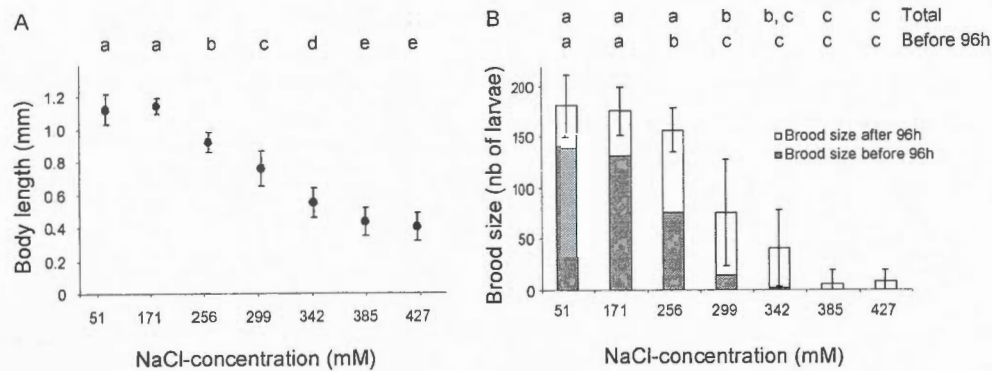 A
a a b c d e e
Body length (mm)
1.2
1.0
0.8
0.6
0.4
0.2
0
51 171 256 299 342 385 427
NaCl-concentration (mM)
B
a a a b b, c c c Total
a a b c c c c Before 96h
Brood size (nb of larvae)
200
150
100
50
0
Brood size after 96h
Brood size before 96h
51 171 256 299 342 385 427
NaCl-concentration (mM)